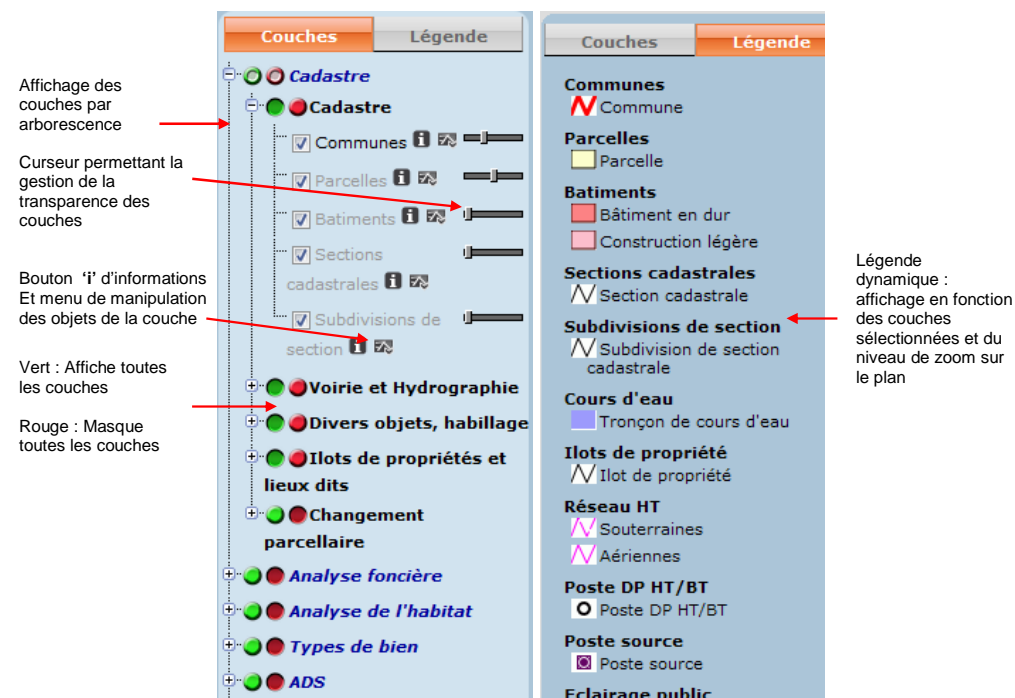 Affichage des
couches par
arborescence
Curseur permettant la
gestion de la
transparence des
couches
Bouton ‘i’ d’informations
Et menu de manipulation
des objets de la couche
Vert : Affiche toutes
les couches
Rouge : Masque
toutes les couches
Couches Légende
Cadastre
Cadastre
Communes
Parcelles
Batiments
Sections
cadastrales
Subdivisions de
section
Voirie et Hydrographie
Divers objets, habillage
Ilots de propriétés et
lieux dits
Changement
parcellaire
Analyse foncière
Analyse de l'habitat
Types de bien
ADS
Couches Légende
Communes
Commune
Parcelles
Parcelle
Batiments
Bâtiment en dur
Construction légère
Sections cadastrales
Section cadastrale
Subdivisions de section
Subdivision de section
cadastrale
Cours d'eau
Tronçon de cours d'eau
Ilots de propriété
Ilot de propriété
Réseau HT
Souterraines
Aériennes
Poste DP HT/BT
Poste DP HT/BT
Poste source
Poste source
Eclairage public
Légende
dynamique :
affichage en fonction
des couches
sélectionnées et du
niveau de zoom sur
le plan